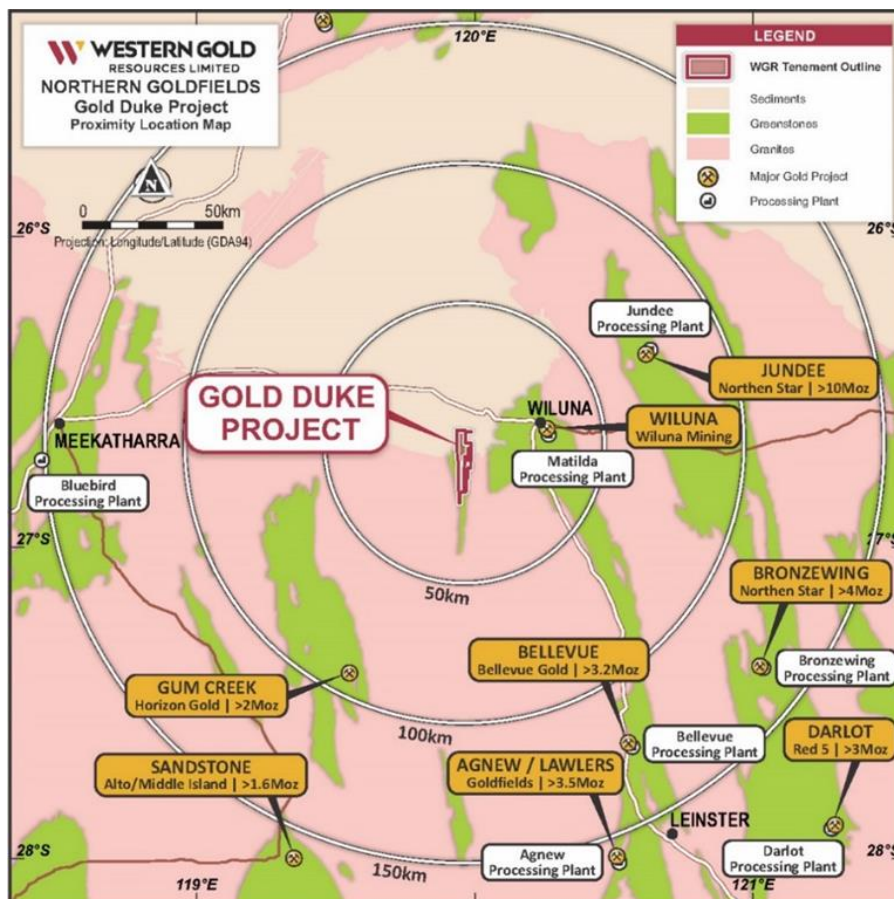 WESTERN GOLD
RESOURCES LIMITED
NORTHERN GOLDFIELDS
Gold Duke Project
Proximity Location Map
N
0 50km
Projection: Longitude/Latitude (GDA94)
120°E
LEGEND
WGR Tenement Outline
Sediments
Greenstones
Granites
Major Gold Project
Processing Plant
26°S
26°S
Jundee
Processing Plant
JUNDEE
Northen Star | >10Moz
GOLD DUKE
PROJECT
WILUNA
WILUNA
Wiluna Mining
MEEKATHARRA
Matilda
Processing Plant
Bluebird
Processing Plant
27°S
27°S
50km
BRONZEWING
Northen Star | >4Moz
BELLEVUE
Bellevue Gold | >3.2Moz
Bronzewing
Processing Plant
GUM CREEK
Horizon Gold | >2Moz
100km
Bellevue
Processing Plant
DARLOT
Red 5 | >3Moz
SANDSTONE
Alto/Middle Island | >1.6Moz
AGNEW / LAWLERS
Goldfields | >3.5Moz
LEINSTER
28°S
150km
Agnew
Processing Plant
Darlot
Processing Plant
28°S
119°E
121°E